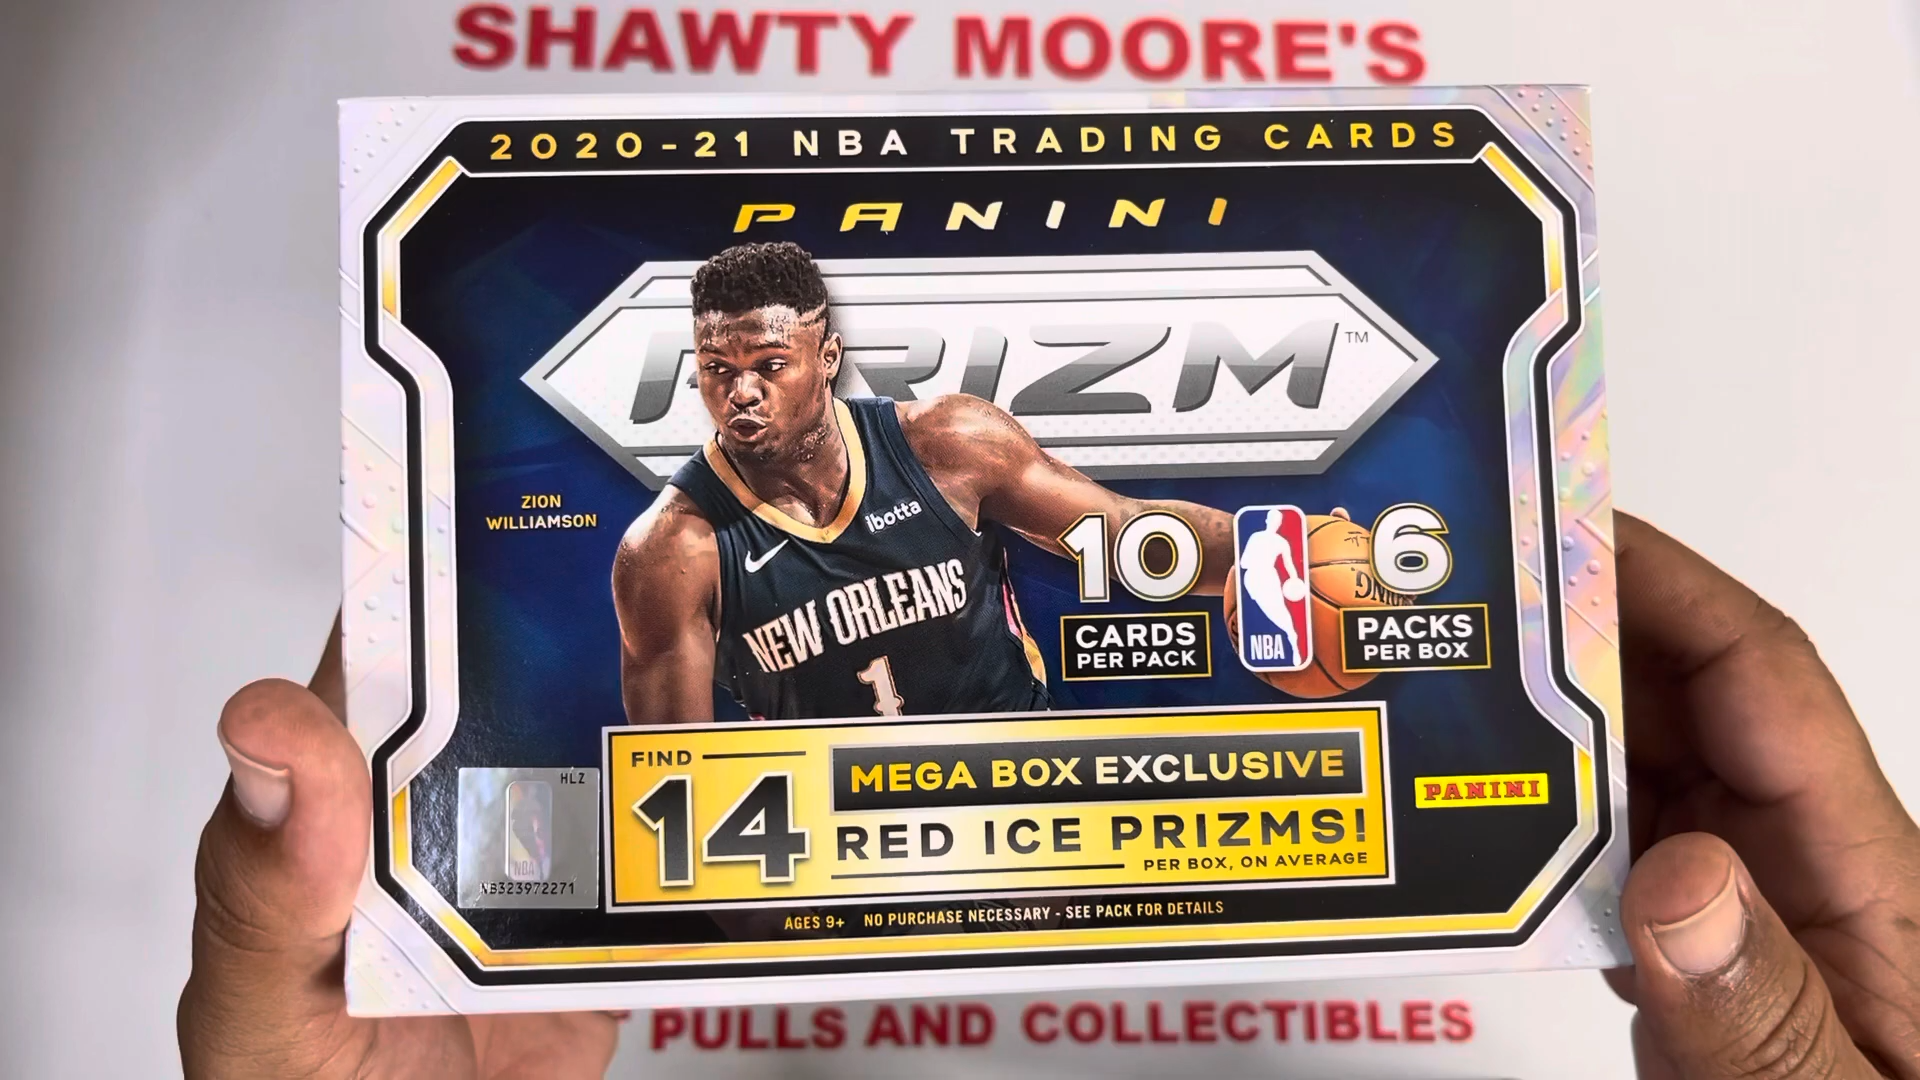 SHAWTY MOORE'S
2020-21 NBA TRADING CARDS
PANINI
PRIZM™
ZION
WILLIAMSON
ibotta
NEW ORLEANS
1
10
CARDS
PER PACK
NBA
6
PACKS
PER BOX
FIND
14
MEGA BOX EXCLUSIVE
RED ICE PRIZMS!
PER BOX, ON AVERAGE
PANINI
HLZ
NBA
NB323972271
AGES 9+ NO PURCHASE NECESSARY - SEE PACK FOR DETAILS
PULLS AND COLLECTIBLES